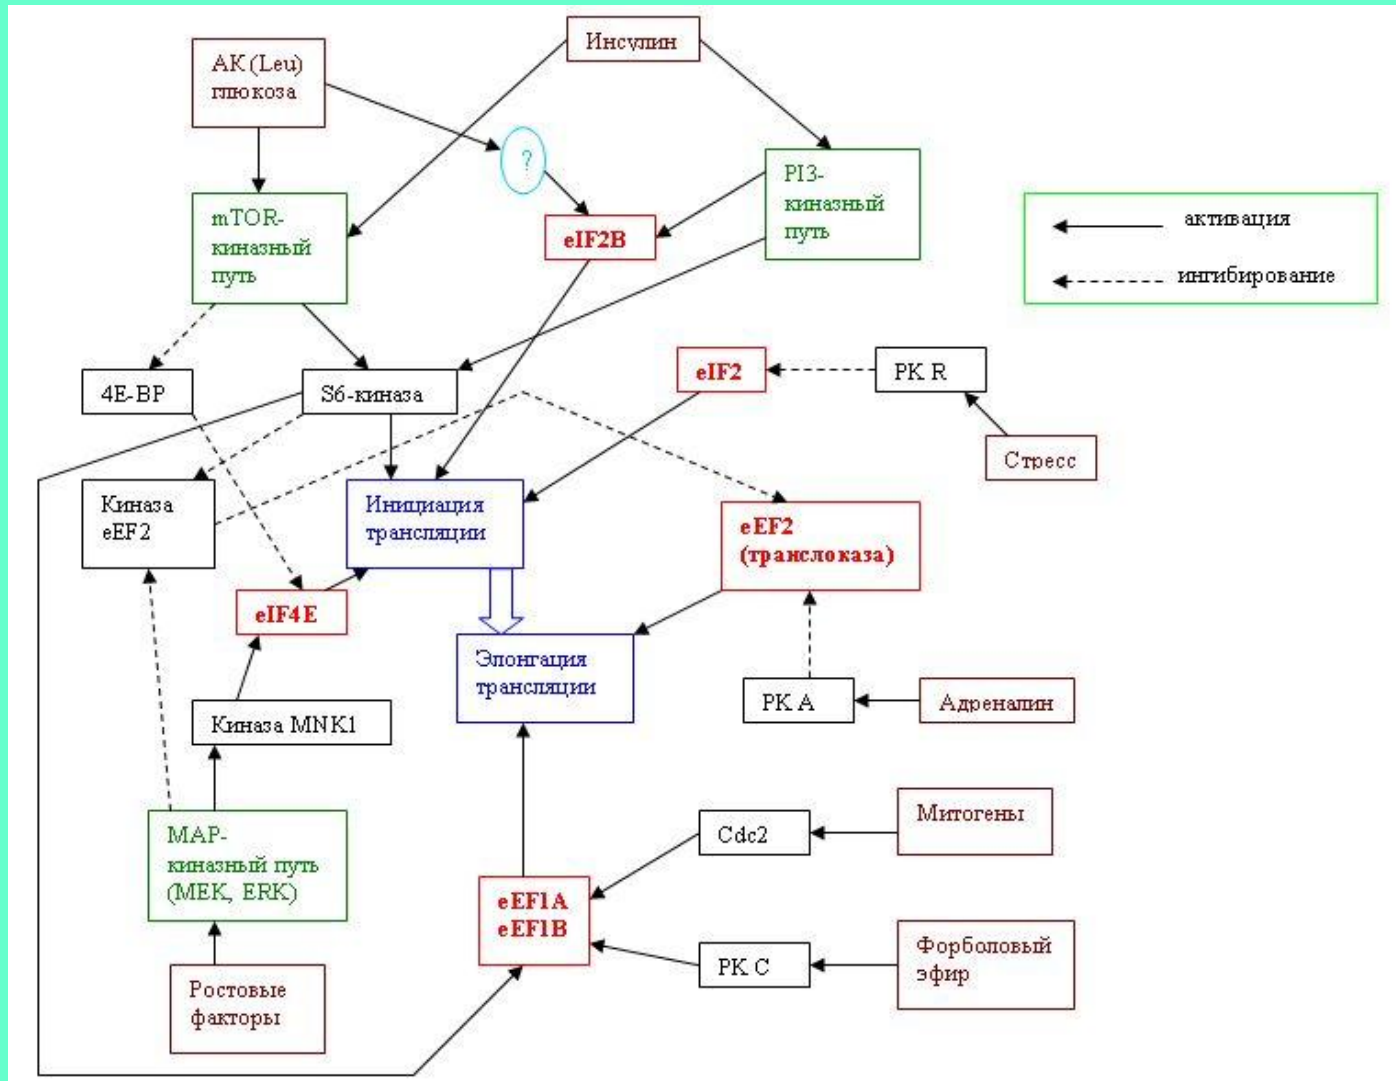 Инсулин
АК (Leu)
глюкоза
?
PI3-
киназный
путь
mTOR-
киназный
путь
eIF2B
активация
ингибирование
4E-BP
S6-киназа
eIF2
PK R
Стресс
Киназа
eEF2
Инициация
трансляции
eEF2
(транслоказа)
eIF4E
Элонгация
трансляции
PK A
Адреналин
Киназа MNK1
MAP-
киназный путь
(MEK, ERK)
Cdc2
Митогены
eEF1A
eEF1B
PK C
Форболовый
эфир
Ростовые
факторы